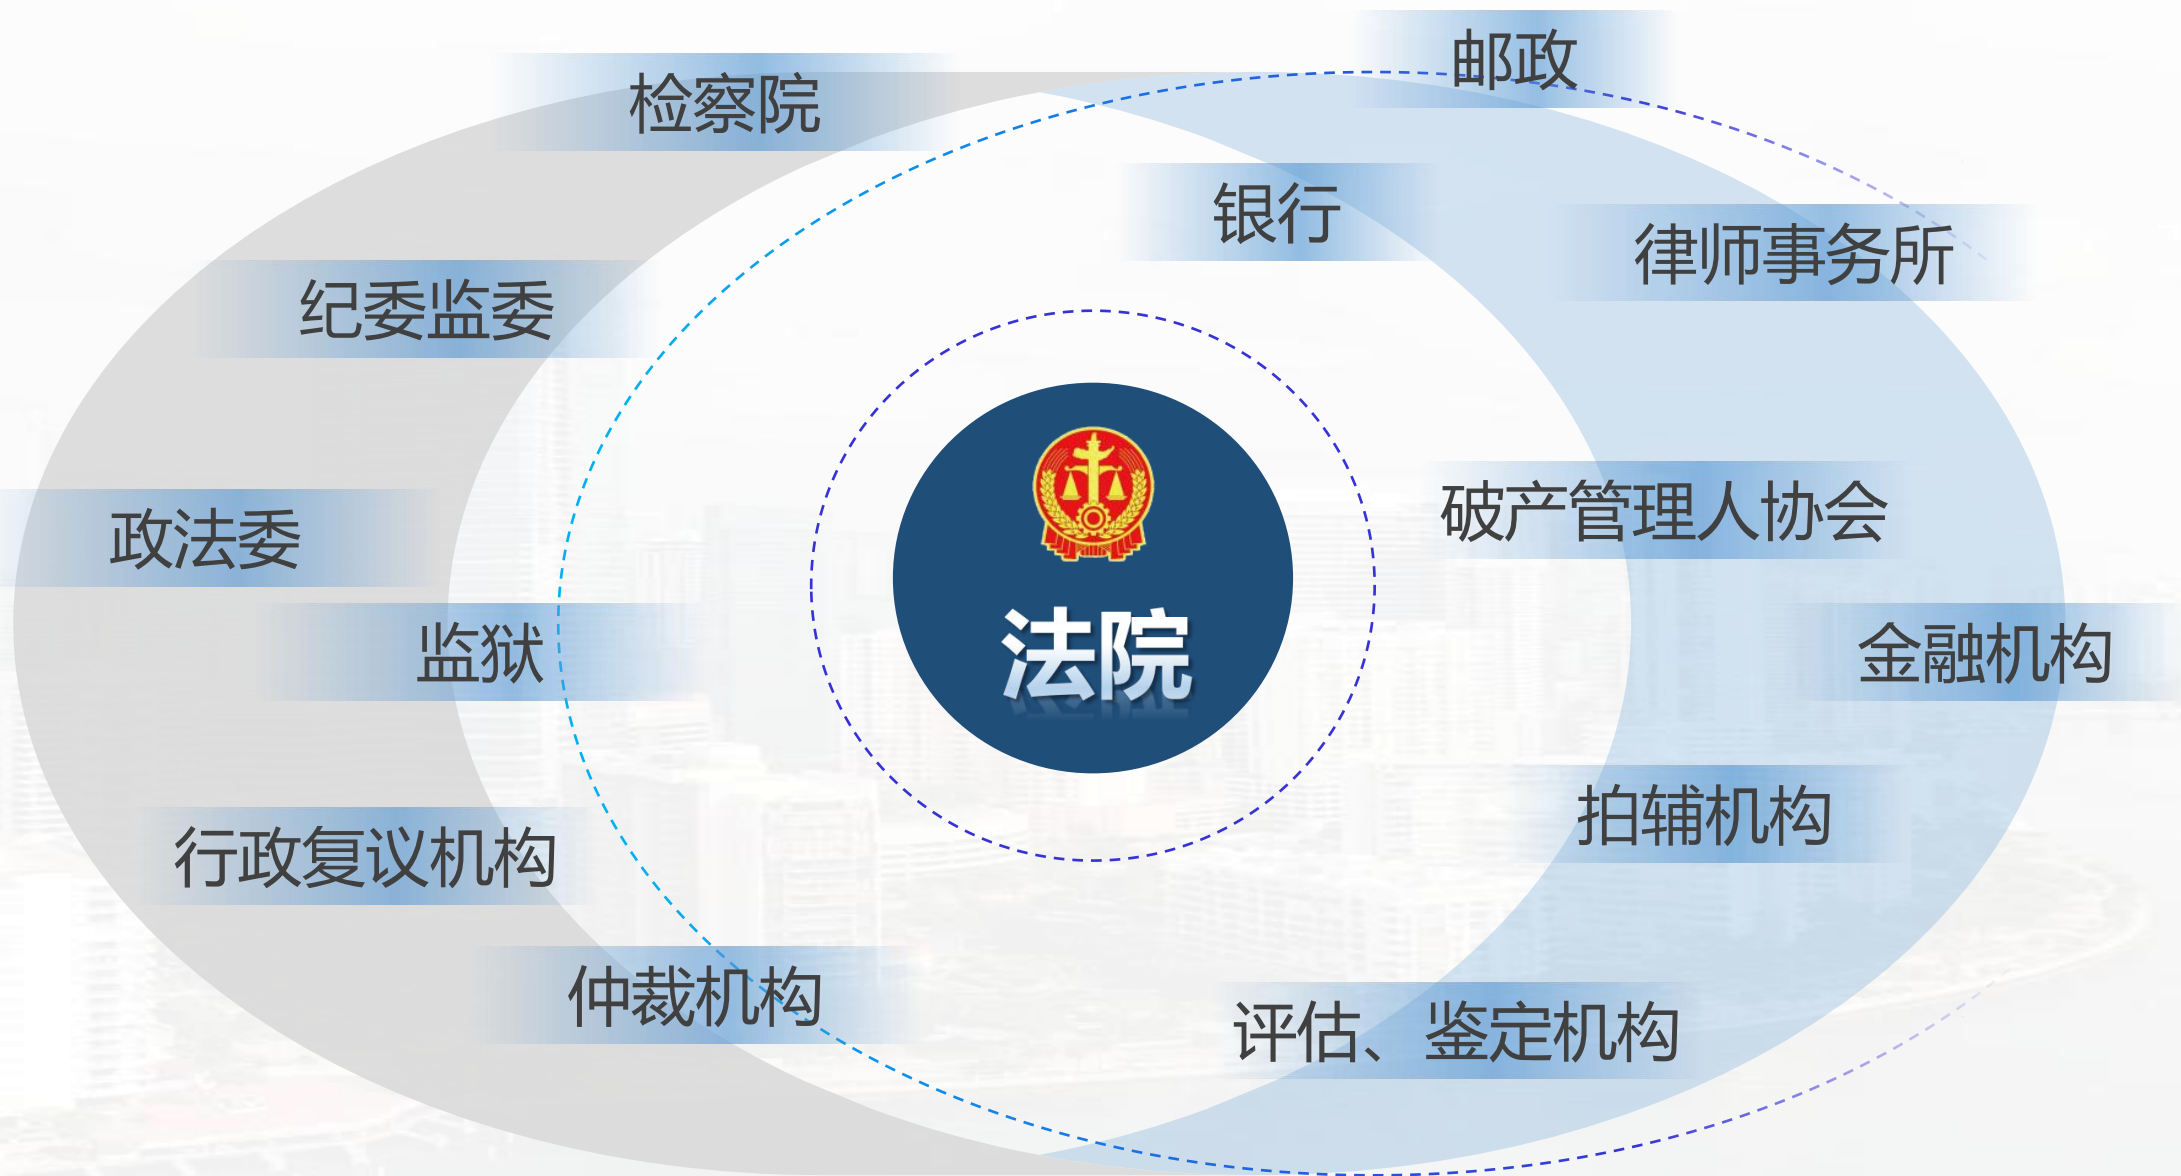 邮政
检察院
银行
律师事务所
纪委监委
破产管理人协会
政法委
法院
监狱
金融机构
拍辅机构
行政复议机构
仲裁机构
评估、鉴定机构